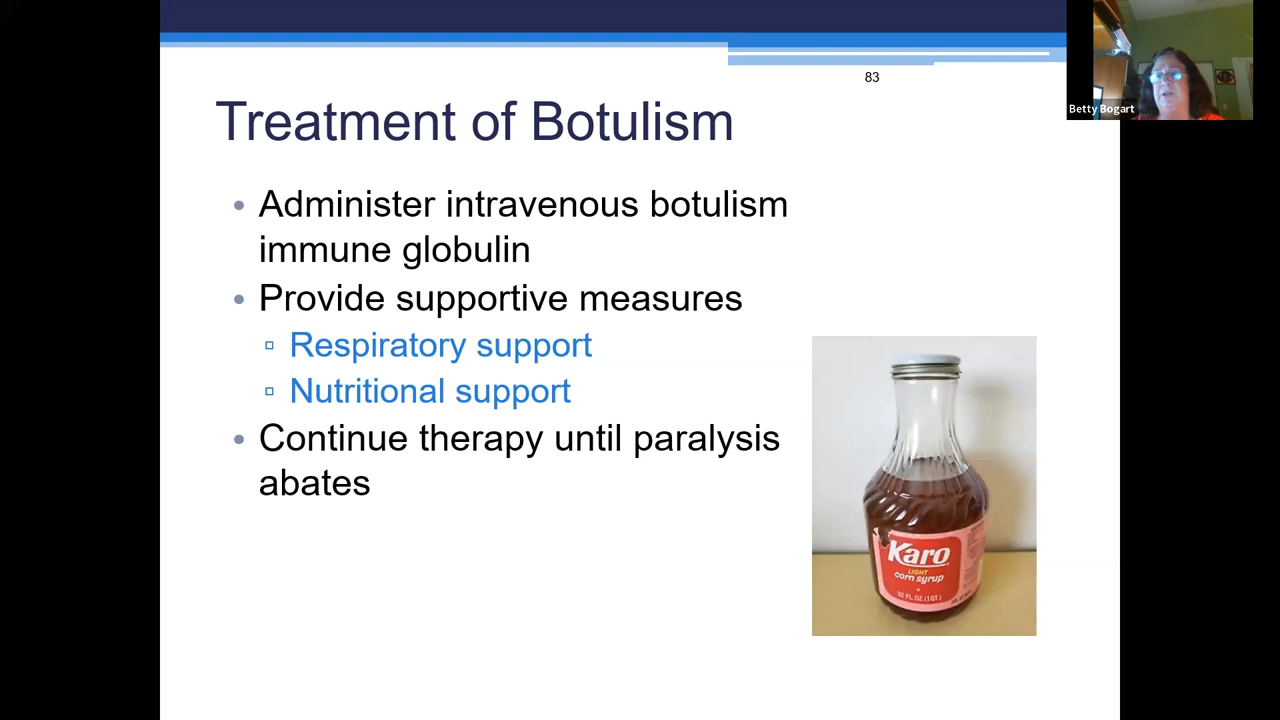 83
Betty Bogart
Treatment of Botulism
• Administer intravenous botulism
immune globulin
• Provide supportive measures
▫ Respiratory support
▫ Nutritional support
• Continue therapy until paralysis
abates
Karo
LIGHT
corn syrup
32 FL. OZ. (1 QT.)